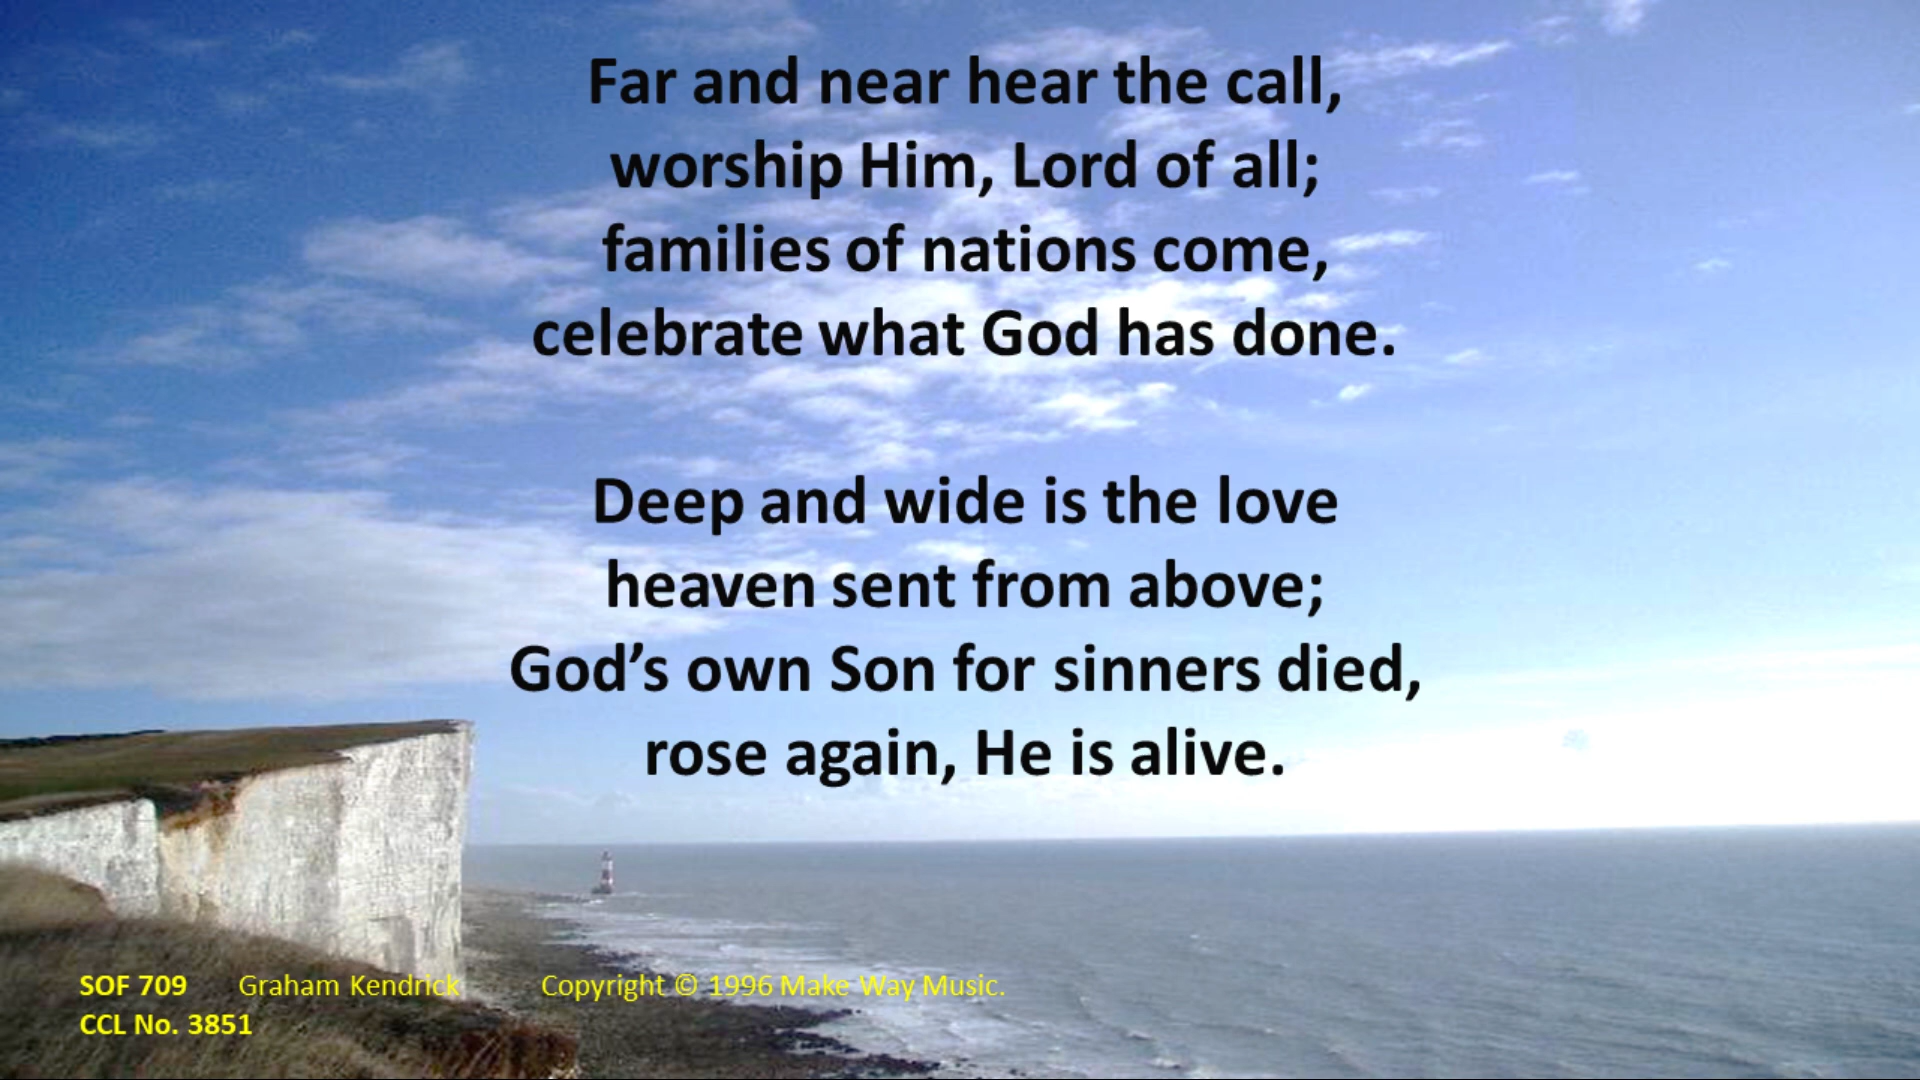 Far and near hear the call,
worship Him, Lord of all;
families of nations come,
celebrate what God has done.
Deep and wide is the love
heaven sent from above;
God’s own Son for sinners died,
rose again, He is alive.
SOF 709 Graham Kendrick Copyright © 1996 Make Way Music.
CCL No. 3851